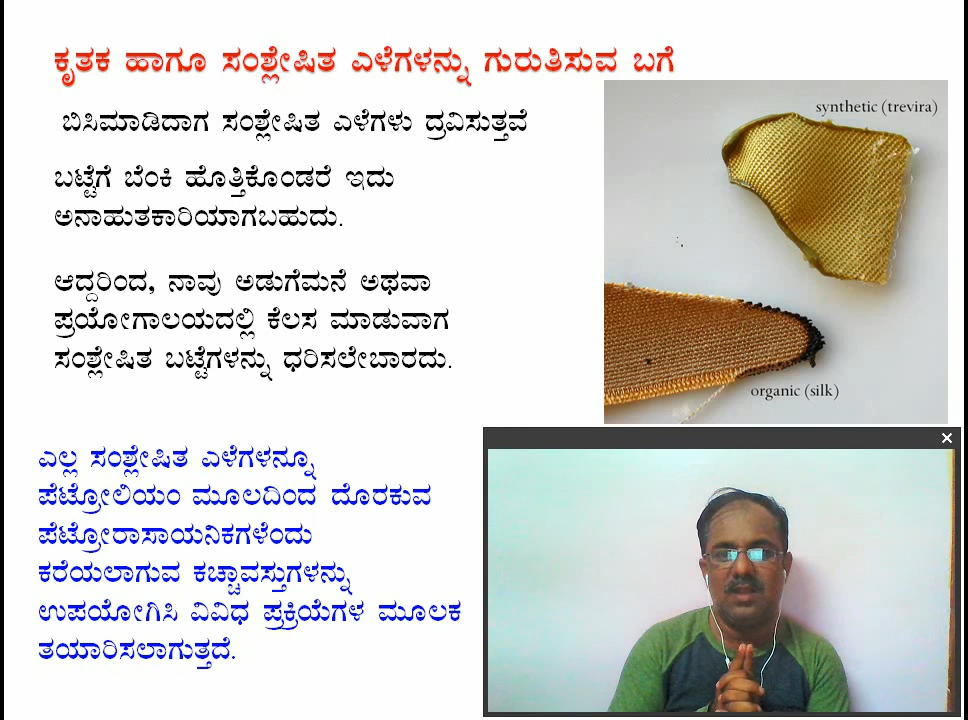 ಕೃತಕ ಹಾಗೂ ಸಂಶ್ಲೇಷಿತ ಎಳೆಗಳನ್ನು ಗುರುತಿಸುವ ಬಗೆ
ಬಿಸಿಮಾಡಿದಾಗ ಸಂಶ್ಲೇಷಿತ ಎಳೆಗಳು ದ್ರವಿಸುತ್ತವೆ
ಬಟ್ಟೆಗೆ ಬೆಂಕಿ ಹೊತ್ತಿಕೊಂಡರೆ ಇದು
ಅನಾಹುತಕಾರಿಯಾಗಬಹುದು.
ಆದ್ದರಿಂದ, ನಾವು ಅಡುಗೆಮನೆ ಅಥವಾ
ಪ್ರಯೋಗಾಲಯದಲ್ಲಿ ಕೆಲಸ ಮಾಡುವಾಗ
ಸಂಶ್ಲೇಷಿತ ಬಟ್ಟೆಗಳನ್ನು ಧರಿಸಲೇಬಾರದು.
synthetic (trevira)
organic (silk)
ಎಲ್ಲ ಸಂಶ್ಲೇಷಿತ ಎಳೆಗಳನ್ನೂ
ಪೆಟ್ರೋಲಿಯಂ ಮೂಲದಿಂದ ದೊರಕುವ
ಪೆಟ್ರೋರಾಸಾಯನಿಕಗಳೆಂದು
ಕರೆಯಲಾಗುವ ಕಚ್ಚಾವಸ್ತುಗಳನ್ನು
ಉಪಯೋಗಿಸಿ ವಿವಿಧ ಪ್ರಕ್ರಿಯೆಗಳ ಮೂಲಕ
ತಯಾರಿಸಲಾಗುತ್ತದೆ.